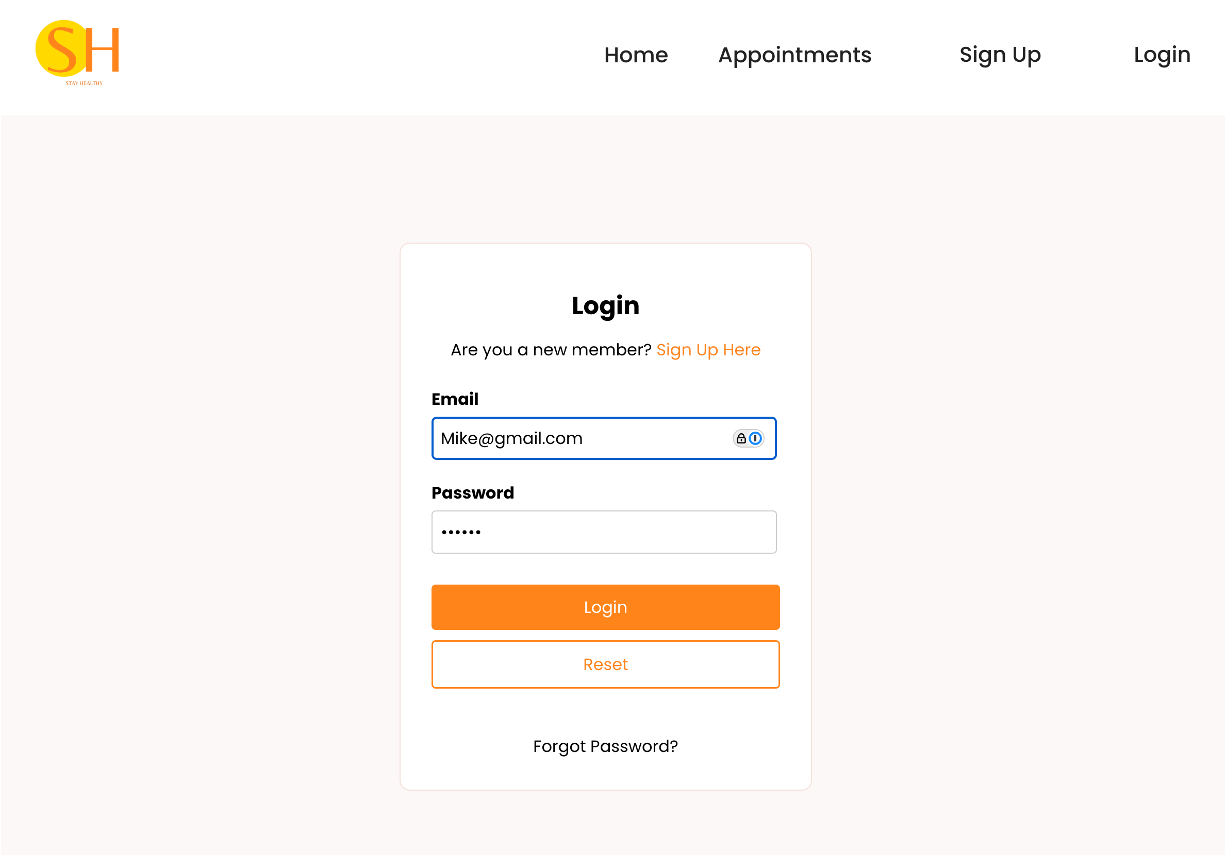 SH
STAY HEALTHY
Home Appointments Sign Up Login
Login
Are you a new member? Sign Up Here
Email
Mike@gmail.com
Password
••••••
Login
Reset
Forgot Password?